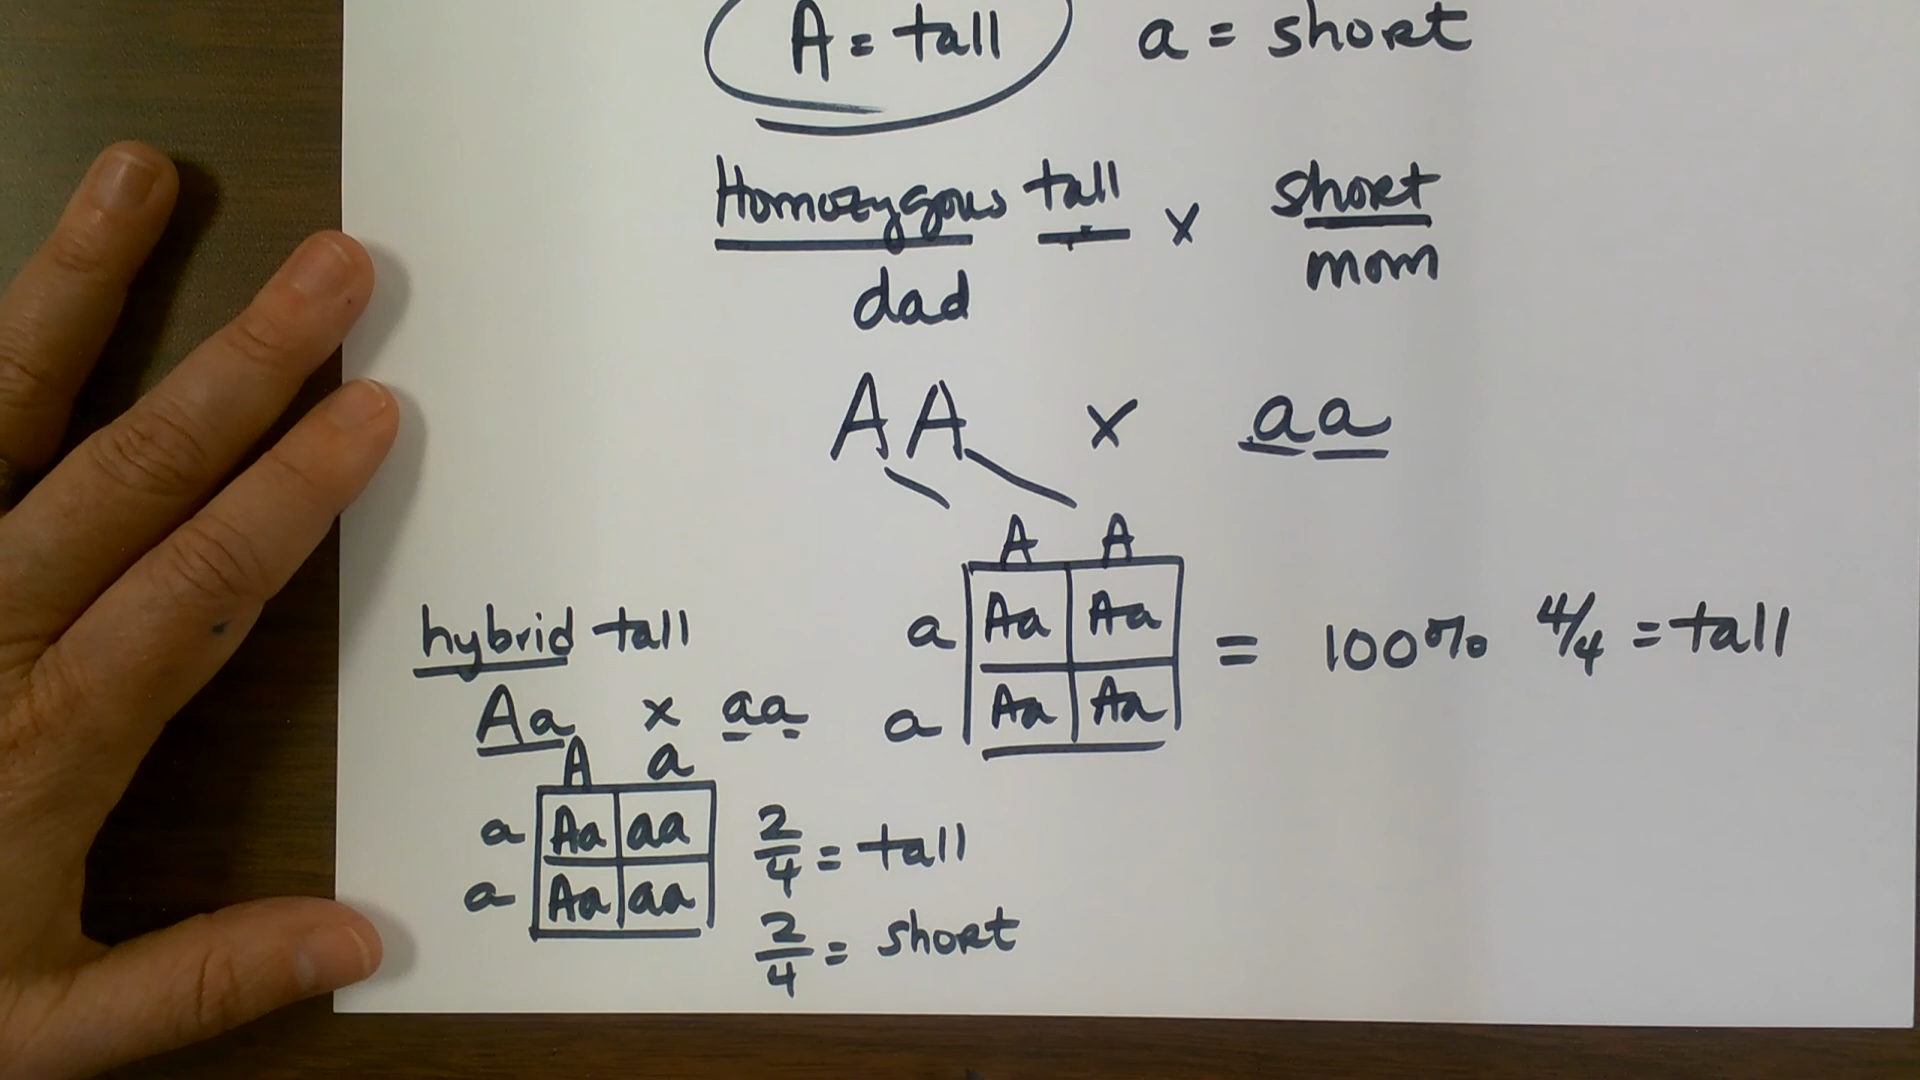 A = tall a = short
Homozygous tall x short
dad mom
AA x aa
A A
a Aa Aa = 100% 4/4 = tall
a Aa Aa
hybrid tall
Aa x aa
A a
a Aa aa
a Aa aa
2/4 = tall
2/4 = short